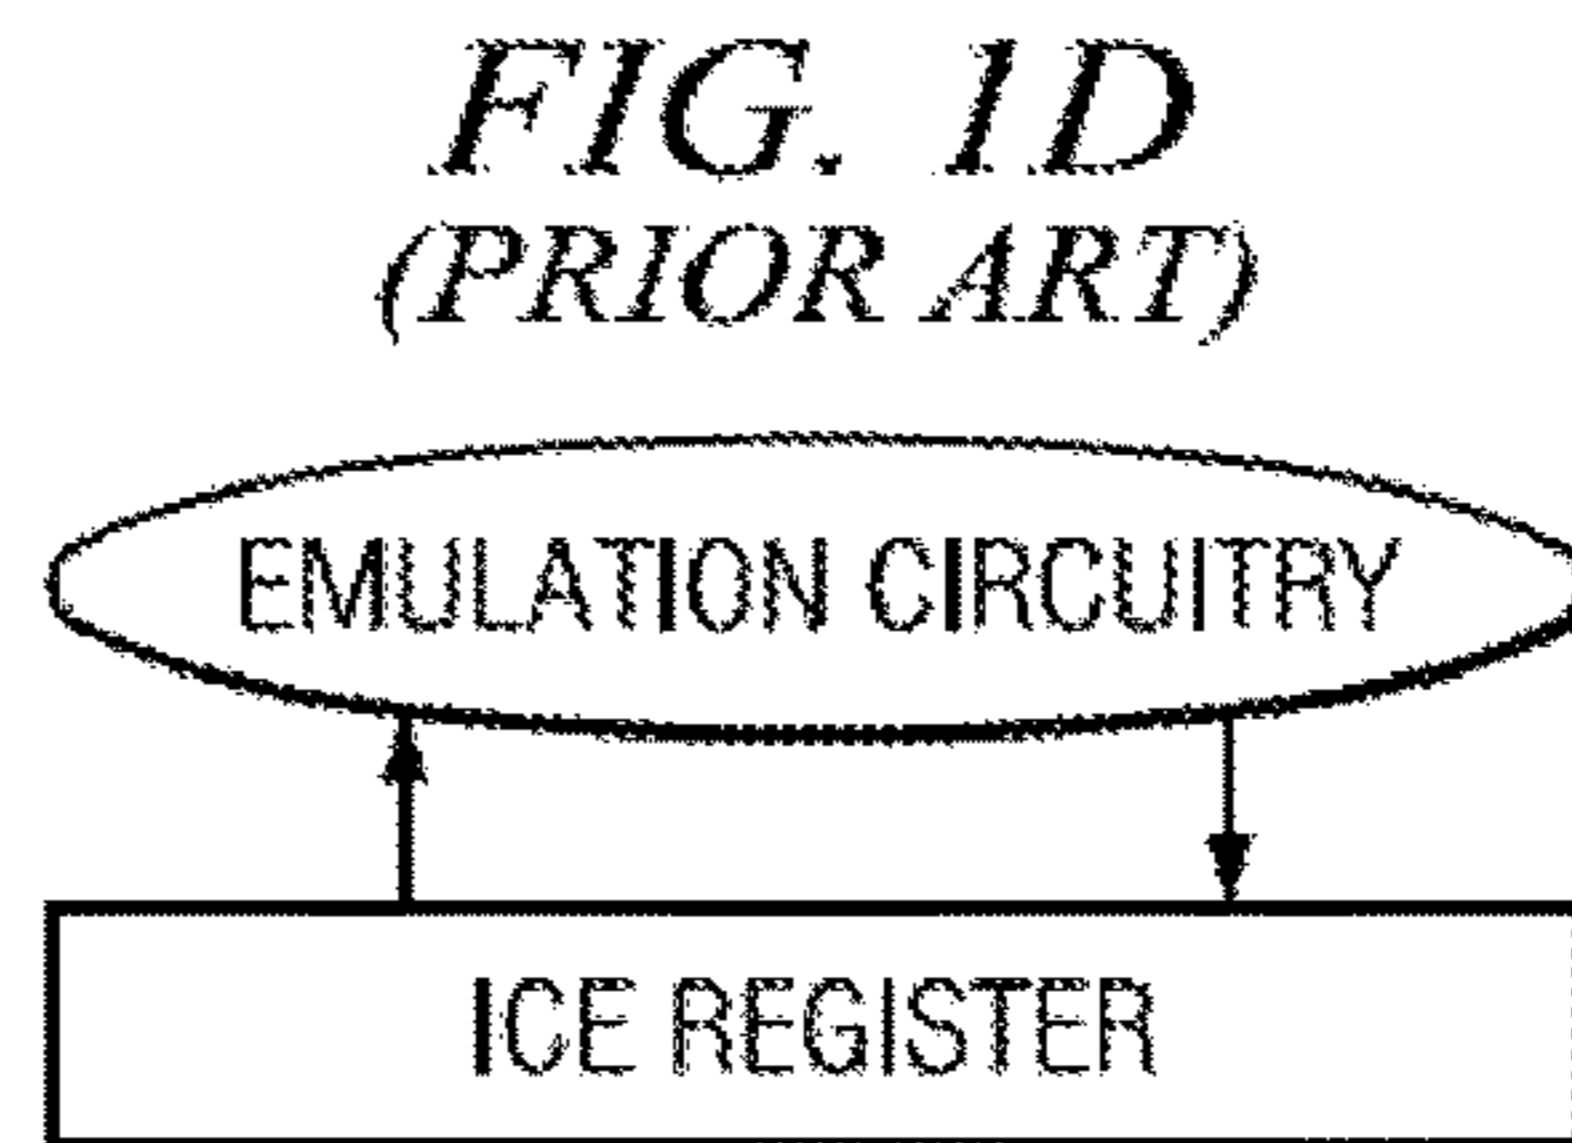 FIG. 1D
(PRIOR ART)
EMULATION CIRCUITRY
ICE REGISTER